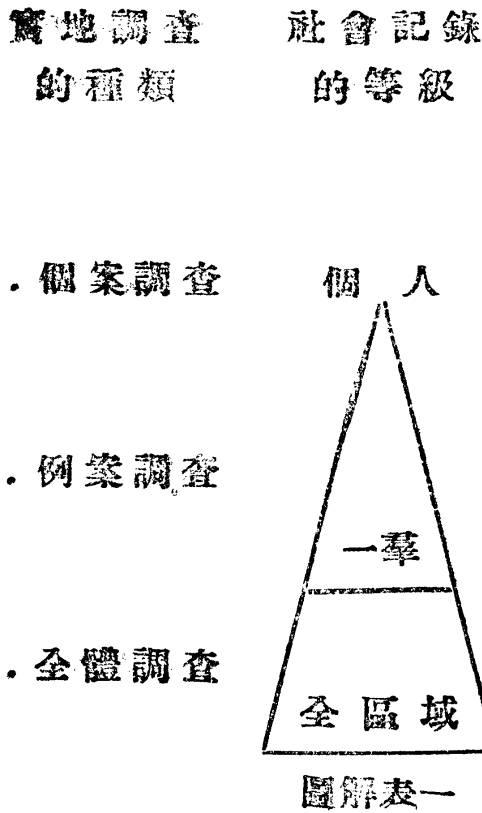 實地調查 社會記錄
的種類 的等級
. 個案調查 個人
. 例案調查
一羣
. 全體調查
全區域
圖解表一